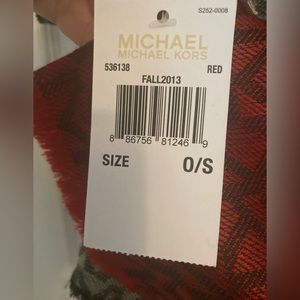 S252-0008
MICHAEL
MICHAEL KORS
536138 RED
FALL2013
8 86756 81246 9
SIZE O/S